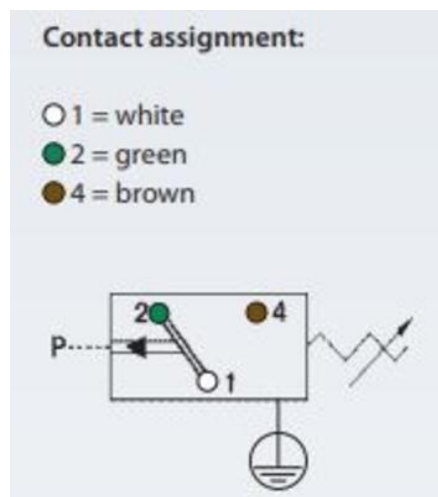 Contact assignment:
1 = white
2 = green
4 = brown
2 4
P
1